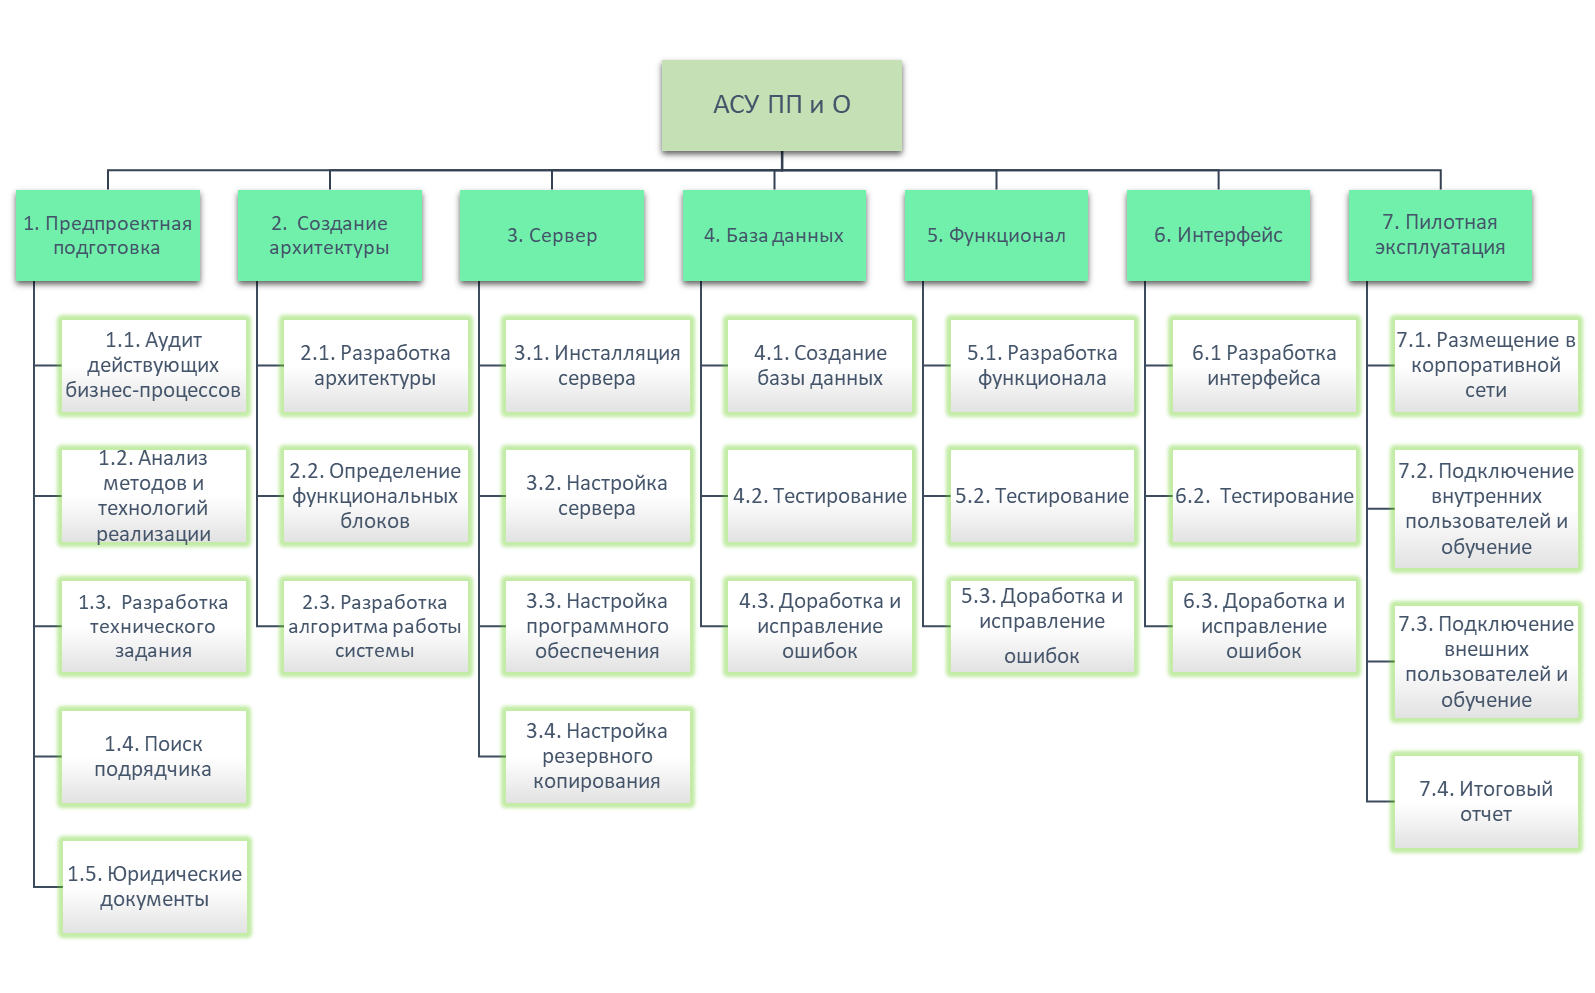 АСУ ПП и О
1. Предпроектная
подготовка
1.1. Аудит
действующих
бизнес-процессов
1.2. Анализ
методов и
технологий
реализации
1.3. Разработка
технического
задания
1.4. Поиск
подрядчика
1.5. Юридические
документы
2. Создание
архитектуры
2.1. Разработка
архитектуры
2.2. Определение
функциональных
блоков
2.3. Разработка
алгоритма работы
системы
3. Сервер
3.1. Инсталляция
сервера
3.2. Настройка
сервера
3.3. Настройка
программного
обеспечения
3.4. Настройка
резервного
копирования
4. База данных
4.1. Создание
базы данных
4.2. Тестирование
4.3. Доработка и
исправление
ошибок
5. Функционал
5.1. Разработка
функционала
5.2. Тестирование
5.3. Доработка и
исправление
ошибок
6. Интерфейс
6.1 Разработка
интерфейса
6.2. Тестирование
6.3. Доработка и
исправление
ошибок
7. Пилотная
эксплуатация
7.1. Размещение в
корпоративной
сети
7.2. Подключение
внутренних
пользователей и
обучение
7.3. Подключение
внешних
пользователей и
обучение
7.4. Итоговый
отчет